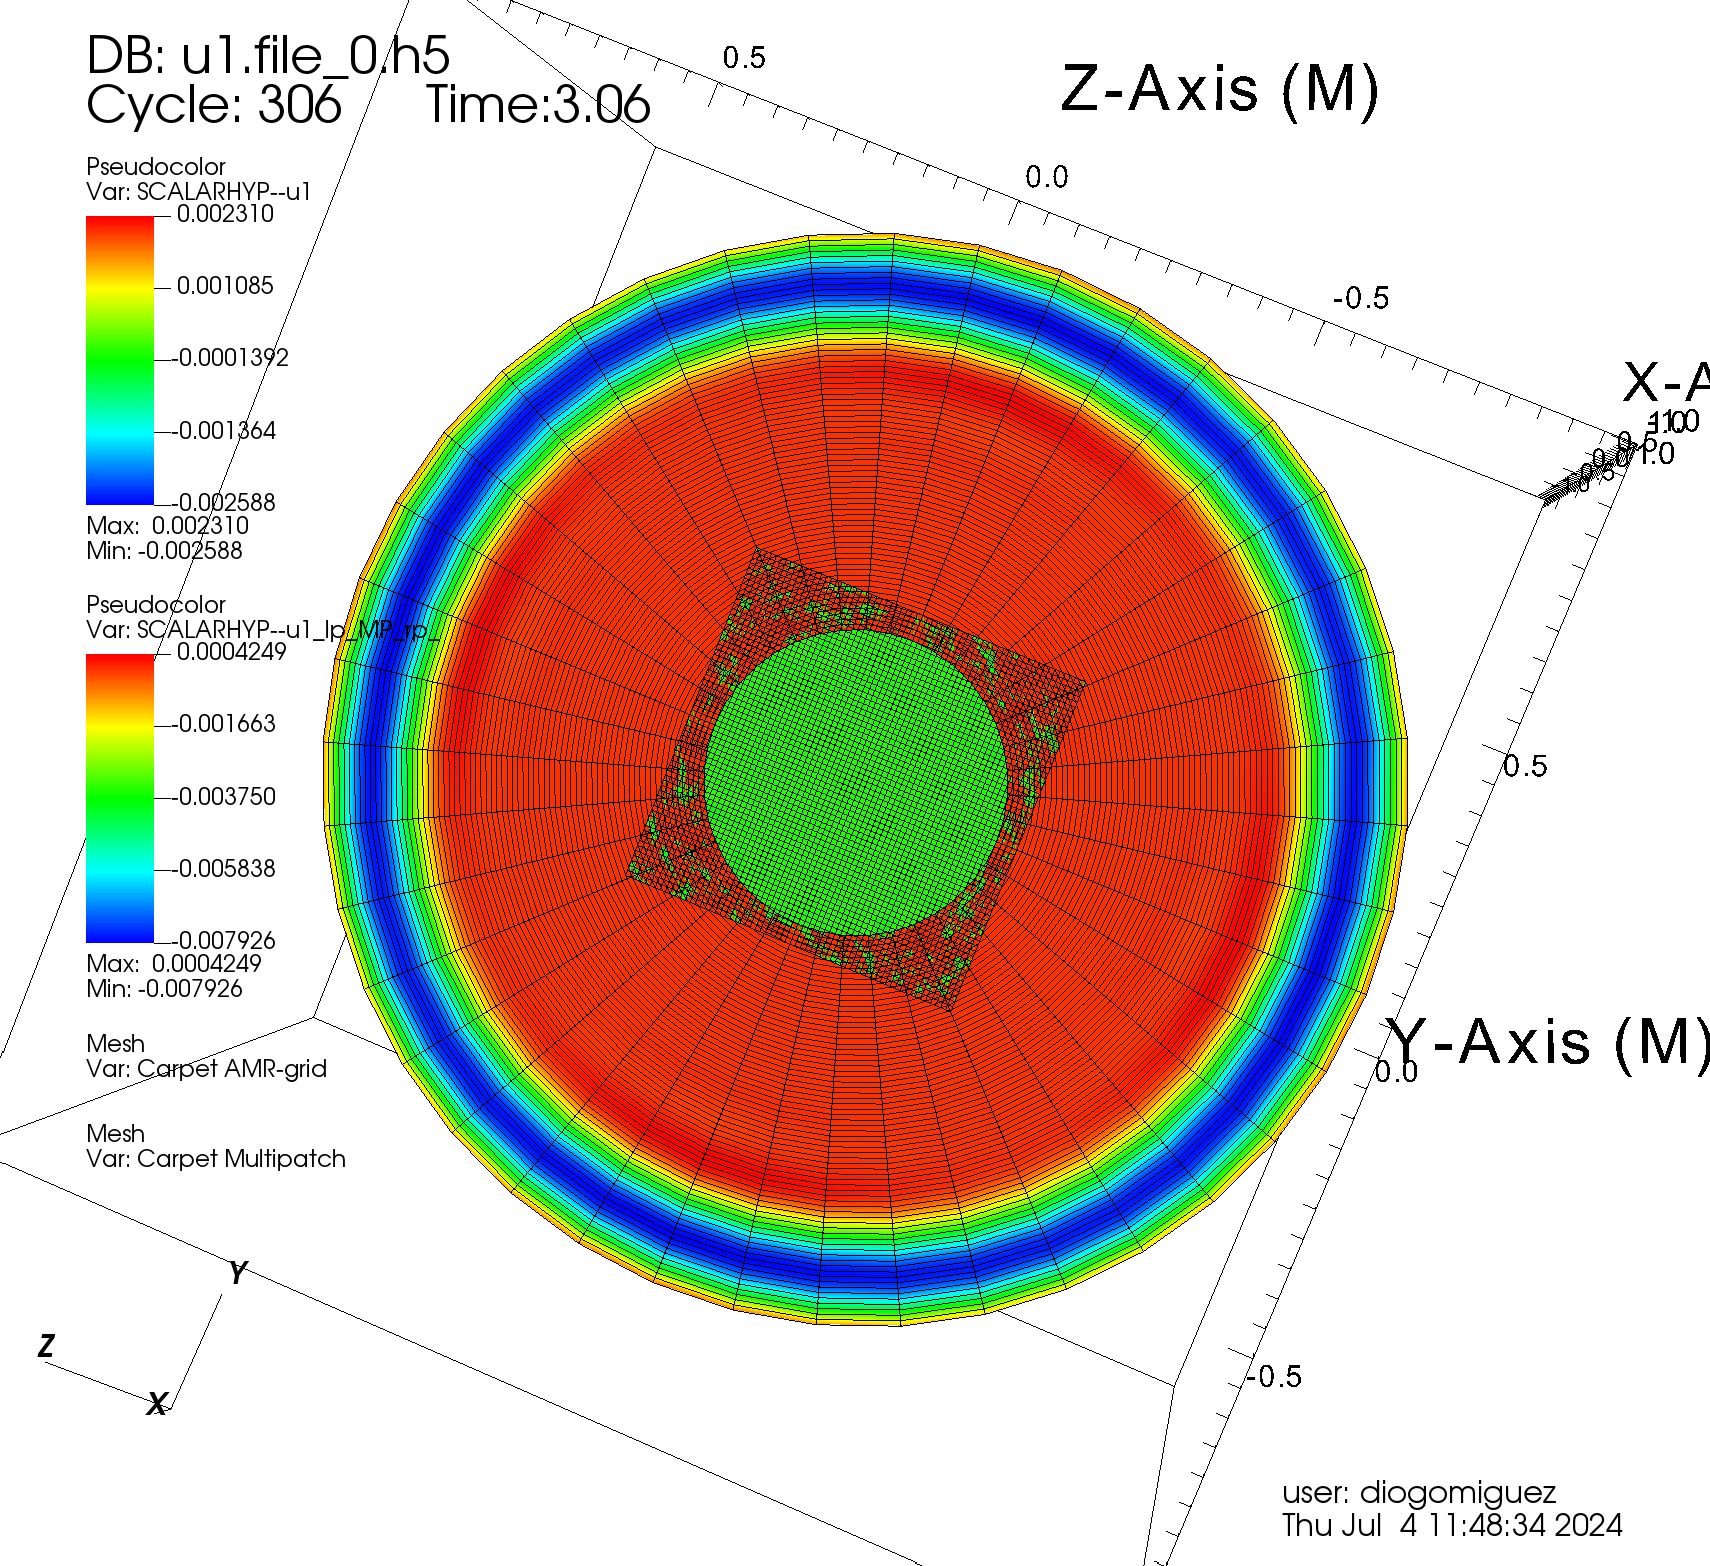 DB: u1.file_0.h5
Cycle: 306 Time:3.06
Pseudocolor
Var: SCALARHYP--u1
0.002310
0.001085
-0.0001392
-0.001364
-0.002588
Max: 0.002310
Min: -0.002588
Pseudocolor
Var: SCALARHYP--u1_lp_MP_rp_
0.0004249
-0.001663
-0.003750
-0.005838
-0.007926
Max: 0.0004249
Min: -0.007926
Mesh
Var: Carpet AMR-grid
Mesh
Var: Carpet Multipatch
Z-Axis (M)
0.5
0.0
-0.5
X-A
1.0
0.5
Y-Axis (M)
0.0
-0.5
Y
Z
X
user: diogomiguez
Thu Jul 4 11:48:34 2024